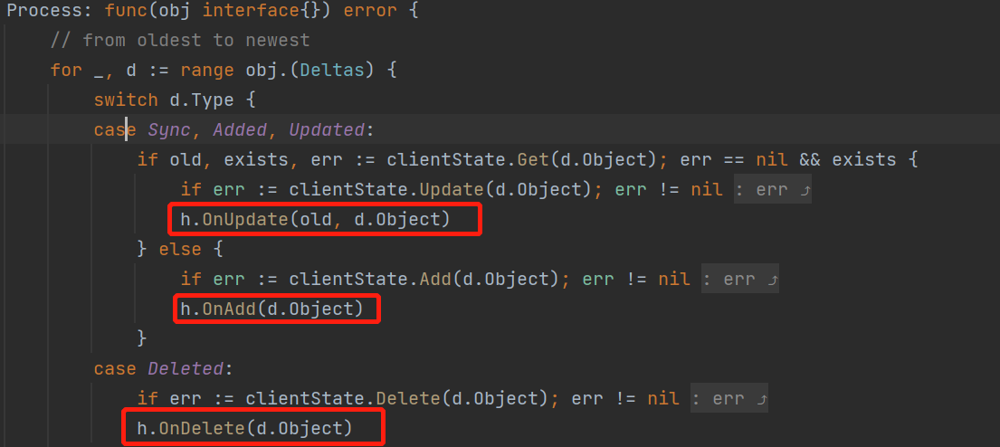 Process: func(obj interface{}) error {
    // from oldest to newest
    for _, d := range obj.(Deltas) {
        switch d.Type {
        case Sync, Added, Updated:
            if old, exists, err := clientState.Get(d.Object); err == nil && exists {
                if err := clientState.Update(d.Object); err != nil : err ⤴
                h.OnUpdate(old, d.Object)
            } else {
                if err := clientState.Add(d.Object); err != nil : err ⤴
                h.OnAdd(d.Object)
            }
        case Deleted:
            if err := clientState.Delete(d.Object); err != nil : err ⤴
            h.OnDelete(d.Object)